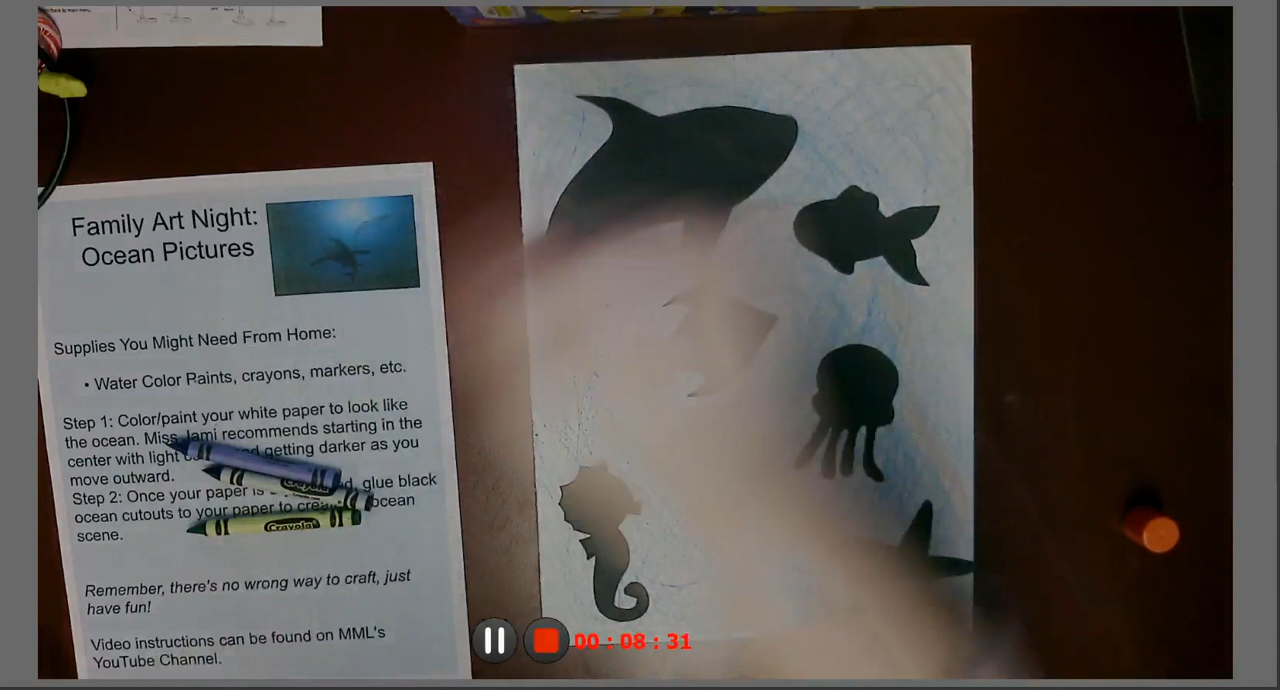 Family Art Night:
Ocean Pictures
Supplies You Might Need From Home:
• Water Color Paints, crayons, markers, etc.
Step 1: Color/paint your white paper to look like
the ocean. Miss Jami recommends starting in the
center with light getting darker as you
move outward.
Step 2: Once your paper is glue black
ocean cutouts to your paper to ocean
scene.
Crayola
Remember, there's no wrong way to craft, just
have fun!
Video instructions can be found on MML's
YouTube Channel.
00:08:31